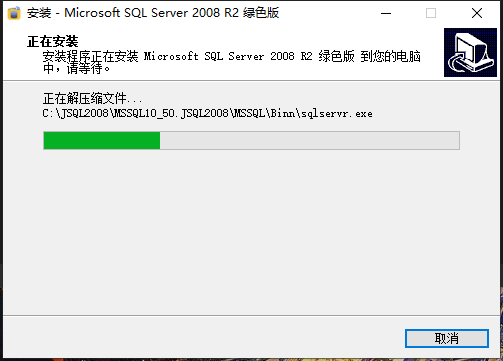 安装 - Microsoft SQL Server 2008 R2 绿色版
正在安装
安装程序正在安装 Microsoft SQL Server 2008 R2 绿色版 到您的电脑
中，请等待。
正在解压缩文件...
C:\JSQL2008\MSSQL10_50.JSQL2008\MSSQL\Binn\sqlservr.exe
取消